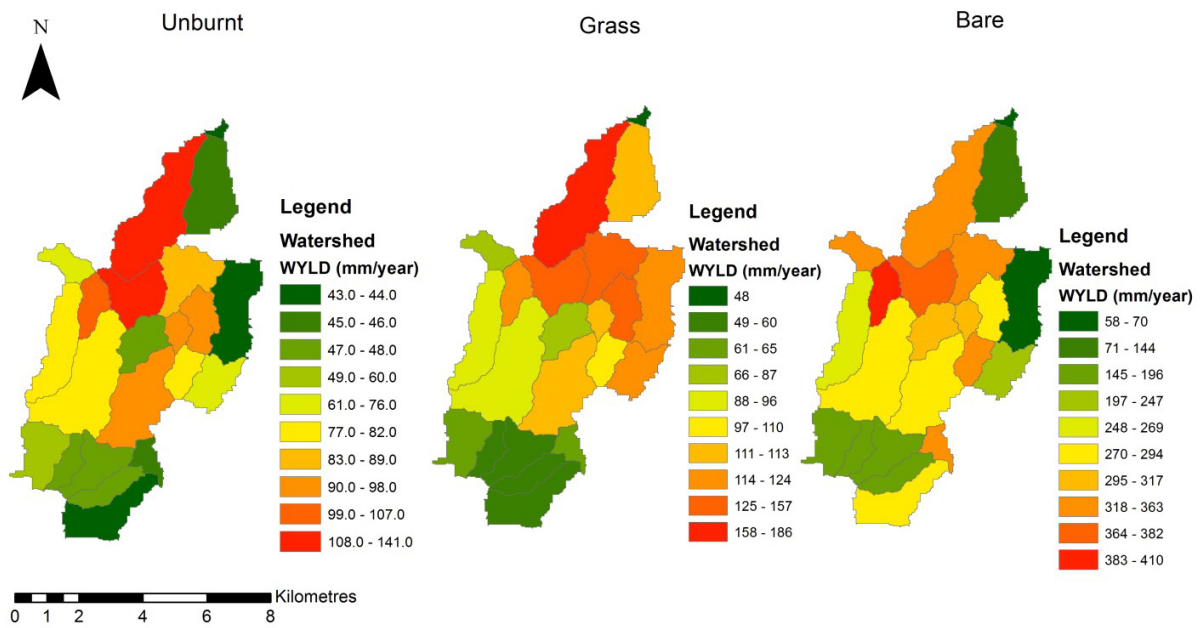 Unburnt
Grass
Bare
N
Legend
Watershed
WYLD (mm/year)
43.0 - 44.0
45.0 - 46.0
47.0 - 48.0
49.0 - 60.0
61.0 - 76.0
77.0 - 82.0
83.0 - 89.0
90.0 - 98.0
99.0 - 107.0
108.0 - 141.0
Legend
Watershed
WYLD (mm/year)
48
49 - 60
61 - 65
66 - 87
88 - 96
97 - 110
111 - 113
114 - 124
125 - 157
158 - 186
Legend
Watershed
WYLD (mm/year)
58 - 70
71 - 144
145 - 196
197 - 247
248 - 269
270 - 294
295 - 317
318 - 363
364 - 382
383 - 410
Kilometres
0 1 2 4 6 8